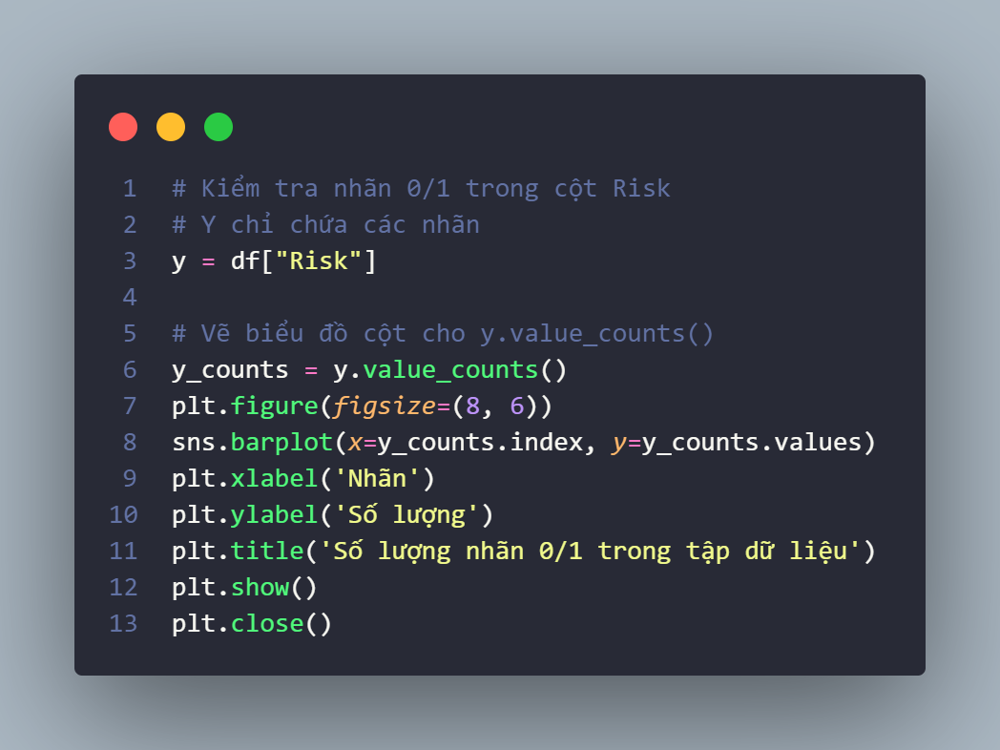 1 # Kiểm tra nhãn 0/1 trong cột Risk
2 # Y chỉ chứa các nhãn
3 y = df["Risk"]
4
5 # Vẽ biểu đồ cột cho y.value_counts()
6 y_counts = y.value_counts()
7 plt.figure(figsize=(8, 6))
8 sns.barplot(x=y_counts.index, y=y_counts.values)
9 plt.xlabel('Nhãn')
10 plt.ylabel('Số lượng')
11 plt.title('Số lượng nhãn 0/1 trong tập dữ liệu')
12 plt.show()
13 plt.close()